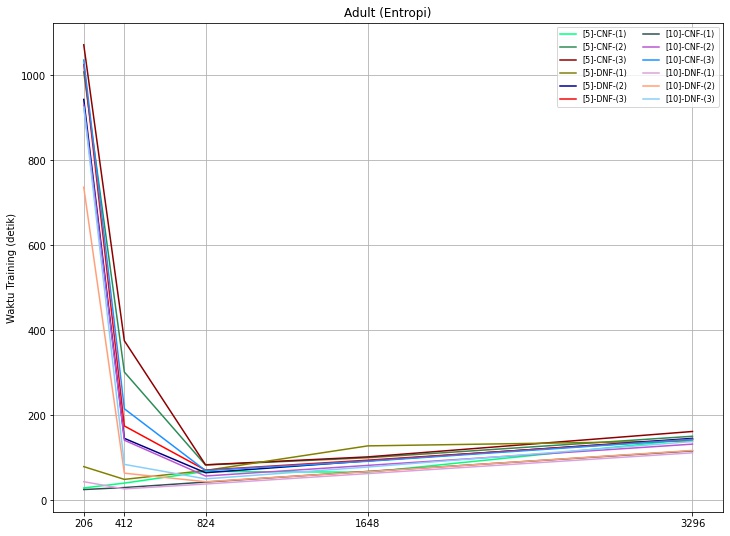 Adult (Entropi)
[5]-CNF-(1)
[5]-CNF-(2)
[5]-CNF-(3)
[5]-DNF-(1)
[5]-DNF-(2)
[5]-DNF-(3)
[10]-CNF-(1)
[10]-CNF-(2)
[10]-CNF-(3)
[10]-DNF-(1)
[10]-DNF-(2)
[10]-DNF-(3)
Waktu Training (detik)
1000
800
600
400
200
0
206 412 824 1648 3296